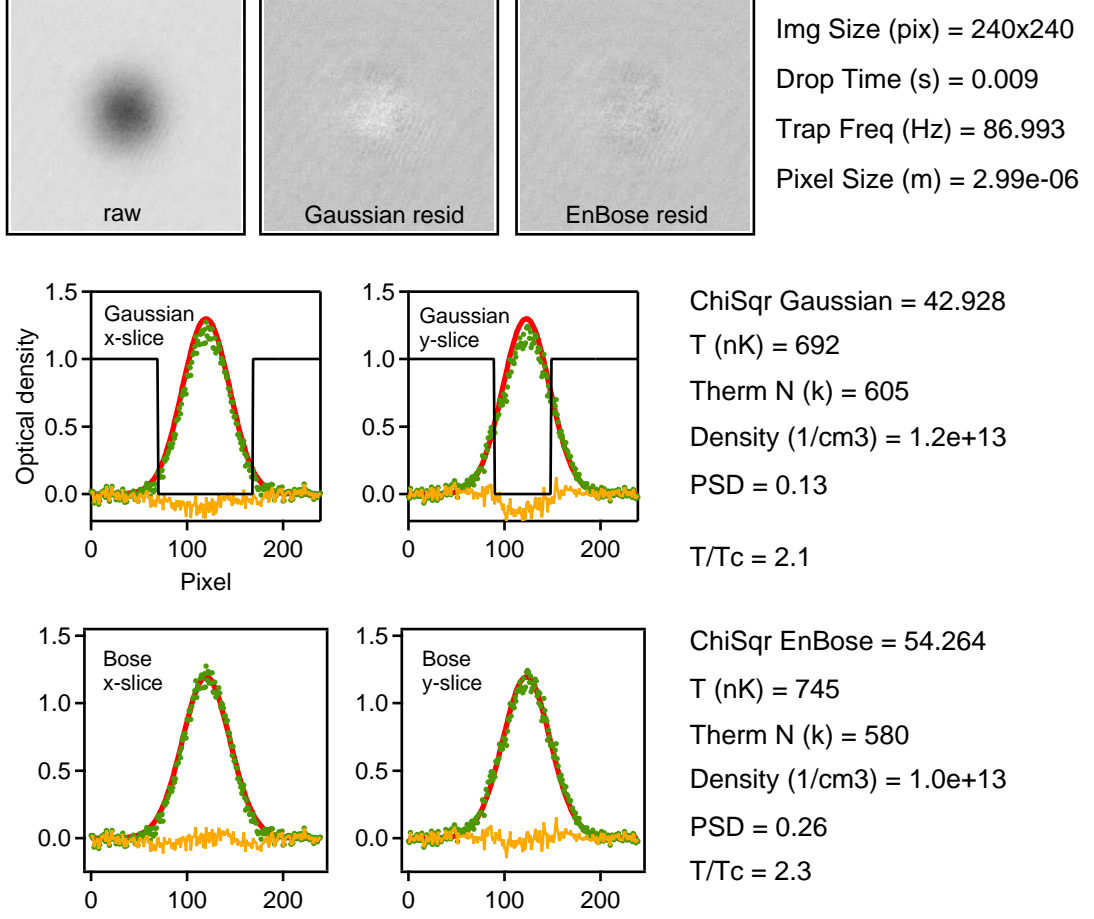 raw
Gaussian resid
EnBose resid
Img Size (pix) = 240x240
Drop Time (s) = 0.009
Trap Freq (Hz) = 86.993
Pixel Size (m) = 2.99e-06
Optical density
1.5
1.0
0.5
0.0
Gaussian
x-slice
0
100
200
Pixel
1.5
1.0
0.5
0.0
Gaussian
y-slice
0
100
200
ChiSqr Gaussian = 42.928
T (nK) = 692
Therm N (k) = 605
Density (1/cm3) = 1.2e+13
PSD = 0.13
T/Tc = 2.1
1.5
1.0
0.5
0.0
Bose
x-slice
0
100
200
1.5
1.0
0.5
0.0
Bose
y-slice
0
100
200
ChiSqr EnBose = 54.264
T (nK) = 745
Therm N (k) = 580
Density (1/cm3) = 1.0e+13
PSD = 0.26
T/Tc = 2.3